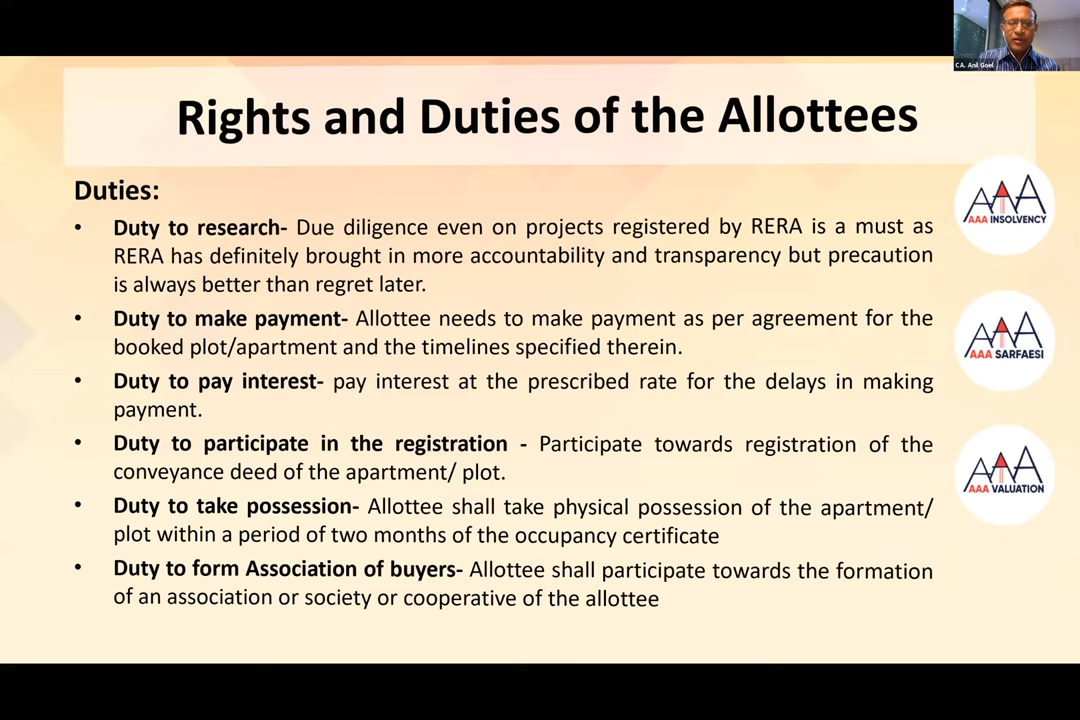 C.A. Anil Goel
Rights and Duties of the Allottees
Duties:
• Duty to research- Due diligence even on projects registered by RERA is a must as
RERA has definitely brought in more accountability and transparency but precaution
is always better than regret later.
• Duty to make payment- Allottee needs to make payment as per agreement for the
booked plot/apartment and the timelines specified therein.
• Duty to pay interest- pay interest at the prescribed rate for the delays in making
payment.
• Duty to participate in the registration - Participate towards registration of the
conveyance deed of the apartment/ plot.
• Duty to take possession- Allottee shall take physical possession of the apartment/
plot within a period of two months of the occupancy certificate
• Duty to form Association of buyers- Allottee shall participate towards the formation
of an association or society or cooperative of the allottee
AAA
AAA INSOLVENCY
AAA
AAA SARFAESI
AAA
AAA VALUATION